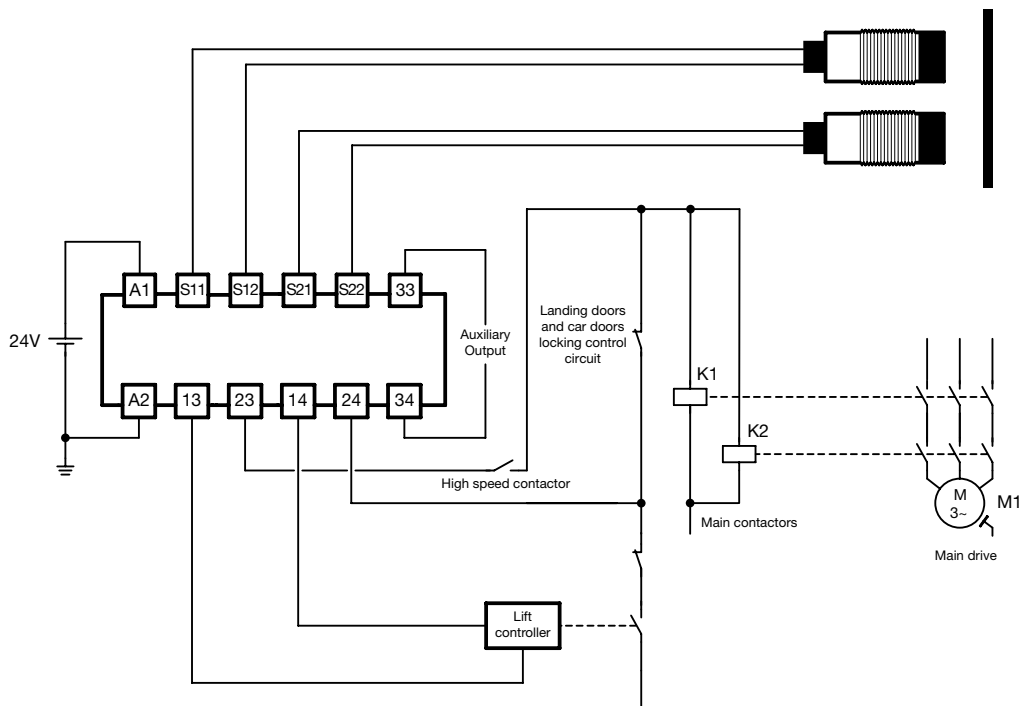 A1
S11
S12
S21
S22
33
24V
Auxiliary
Output
Landing doors
and car doors
locking control
circuit
A2
13
23
14
24
34
K1
K2
High speed contactor
Main contactors
M
3~
M1
Main drive
Lift
controller